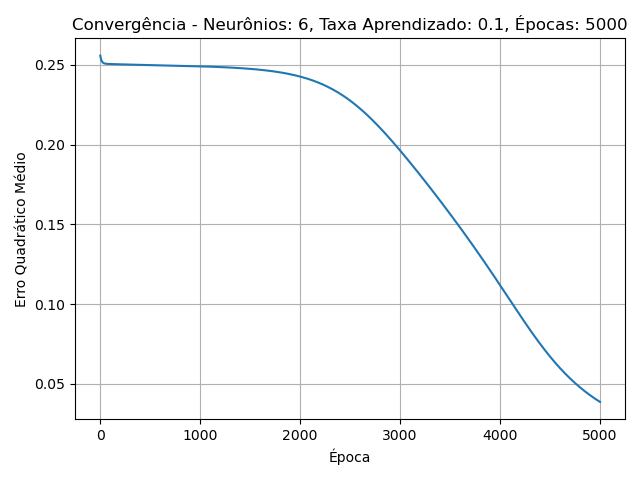 Convergência - Neurônios: 6, Taxa Aprendizado: 0.1, Épocas: 5000
0.25
0.20
0.15
0.10
0.05
Erro Quadrático Médio
0 1000 2000 3000 4000 5000
Época